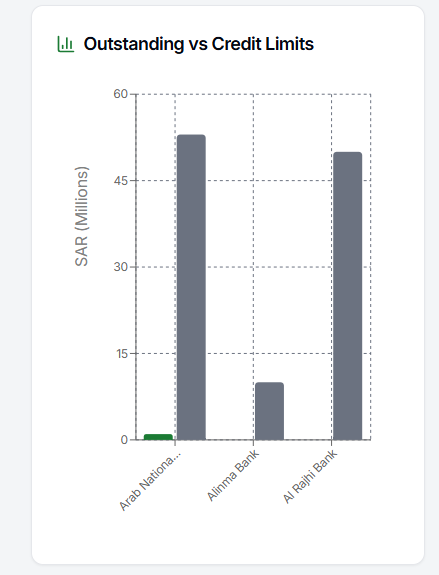 Outstanding vs Credit Limits
SAR (Millions)
60
45
30
15
0
Arab Nationa...
Alinma Bank
Al Rajhi Bank